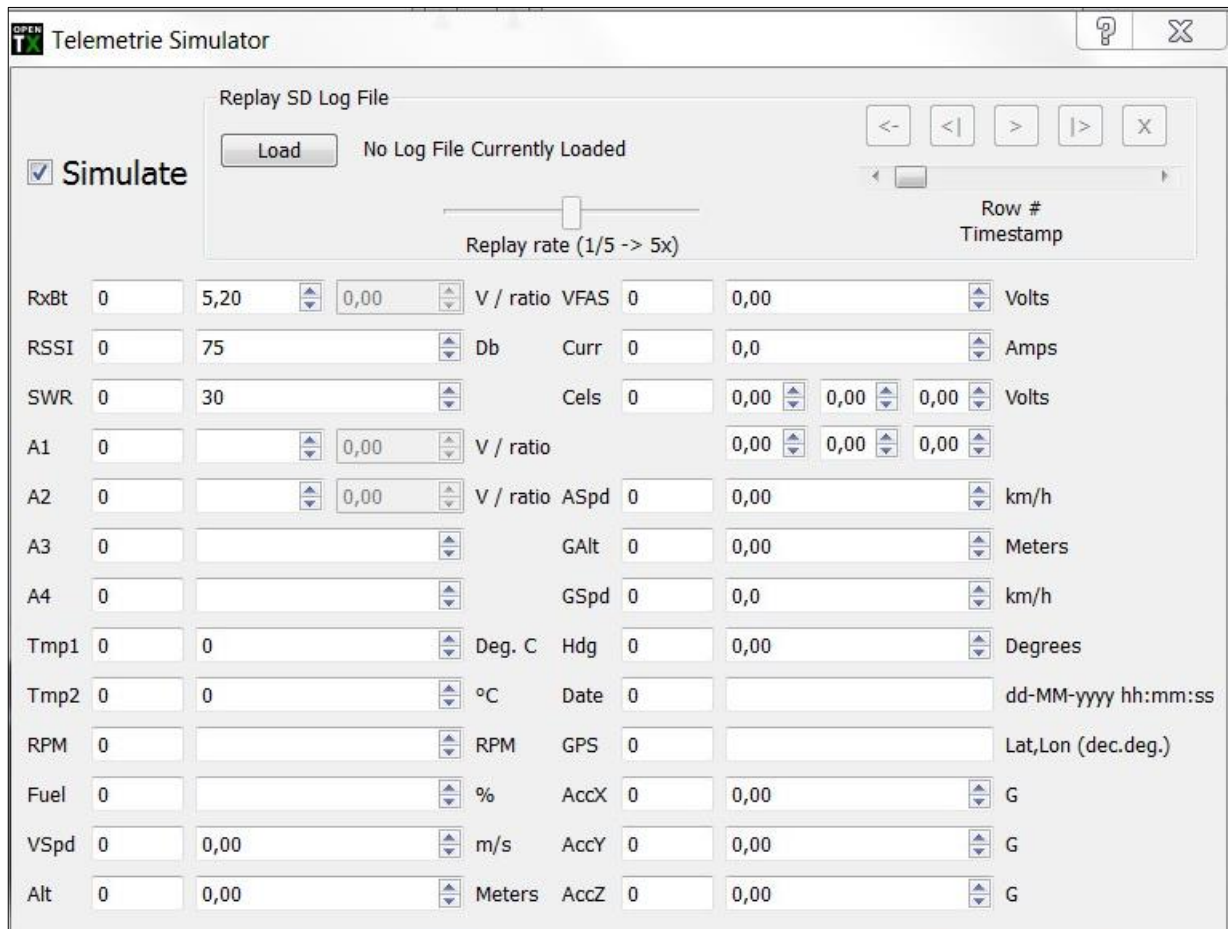 OPEN TX Telemetrie Simulator
Replay SD Log File
<- <| > |> X
Simulate
Load No Log File Currently Loaded
Row #
Timestamp
Replay rate (1/5 -> 5x)
RxBt 0 5,20 0,00 V / ratio VFAS 0 0,00 Volts
RSSI 0 75 Db Curr 0 0,0 Amps
SWR 0 30 Cels 0 0,00 0,00 0,00 Volts
A1 0 0,00 V / ratio 0,00 0,00 0,00
A2 0 0,00 V / ratio ASpd 0 0,00 km/h
A3 0 GAlt 0 0,00 Meters
A4 0 GSpd 0 0,0 km/h
Tmp1 0 0 Deg. C Hdg 0 0,00 Degrees
Tmp2 0 0 °C Date 0 dd-MM-yyyy hh:mm:ss
RPM 0 RPM GPS 0 Lat,Lon (dec.deg.)
Fuel 0 % AccX 0 0,00 G
VSpd 0 0,00 m/s AccY 0 0,00 G
Alt 0 0,00 Meters AccZ 0 0,00 G